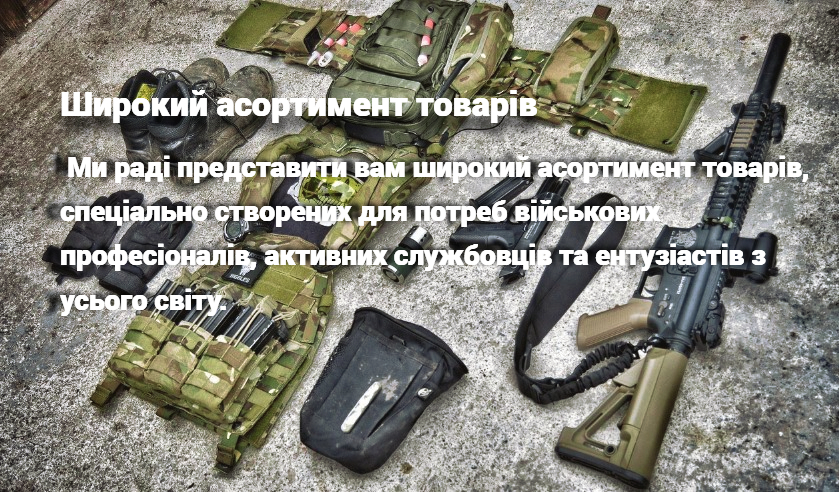 Широкий асортимент товарів
Ми раді представити вам широкий асортимент товарів,
спеціально створених для потреб військових
професіоналів, активних службовців та ентузіастів з
усього світу.